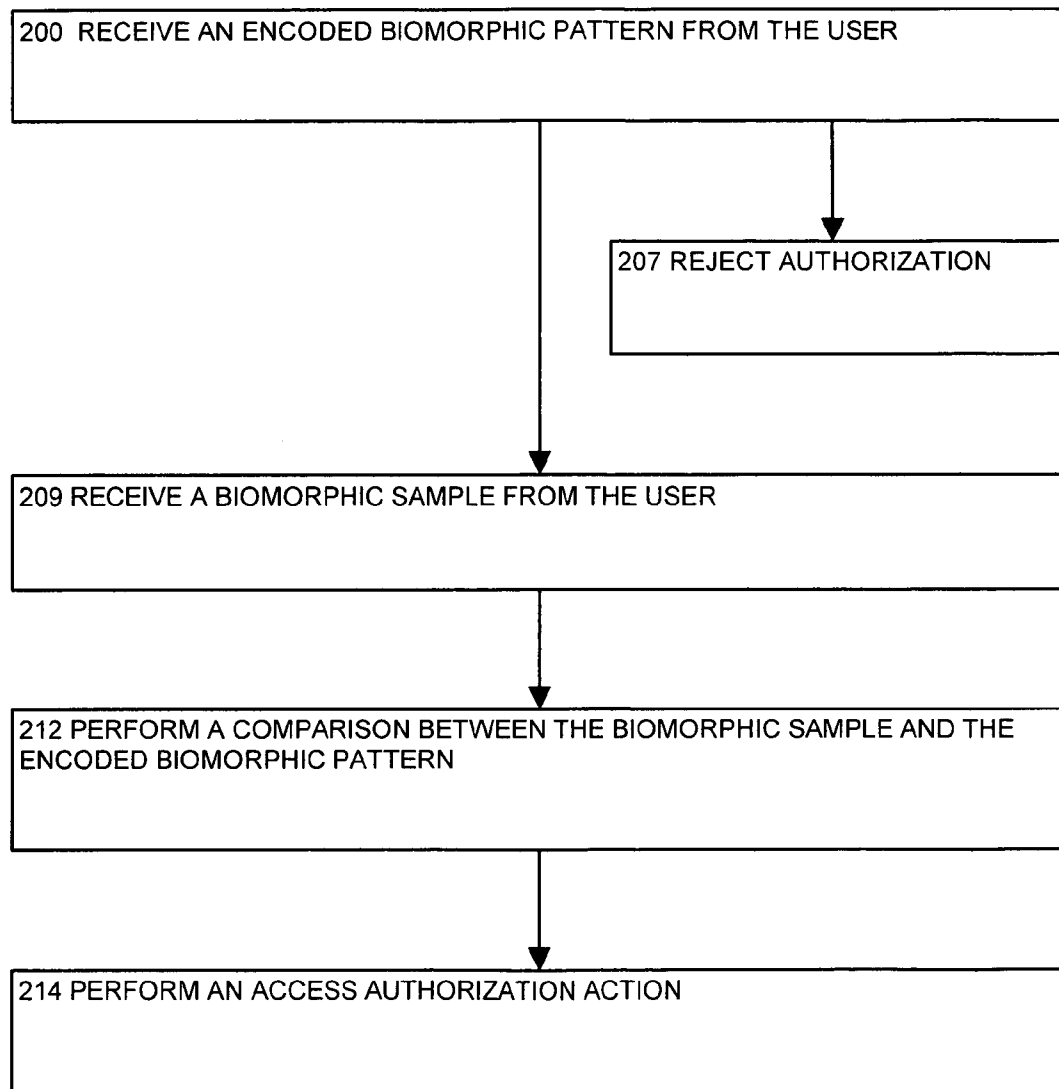 200 RECEIVE AN ENCODED BIOMORPHIC PATTERN FROM THE USER
207 REJECT AUTHORIZATION
209 RECEIVE A BIOMORPHIC SAMPLE FROM THE USER
212 PERFORM A COMPARISON BETWEEN THE BIOMORPHIC SAMPLE AND THE
ENCODED BIOMORPHIC PATTERN
214 PERFORM AN ACCESS AUTHORIZATION ACTION